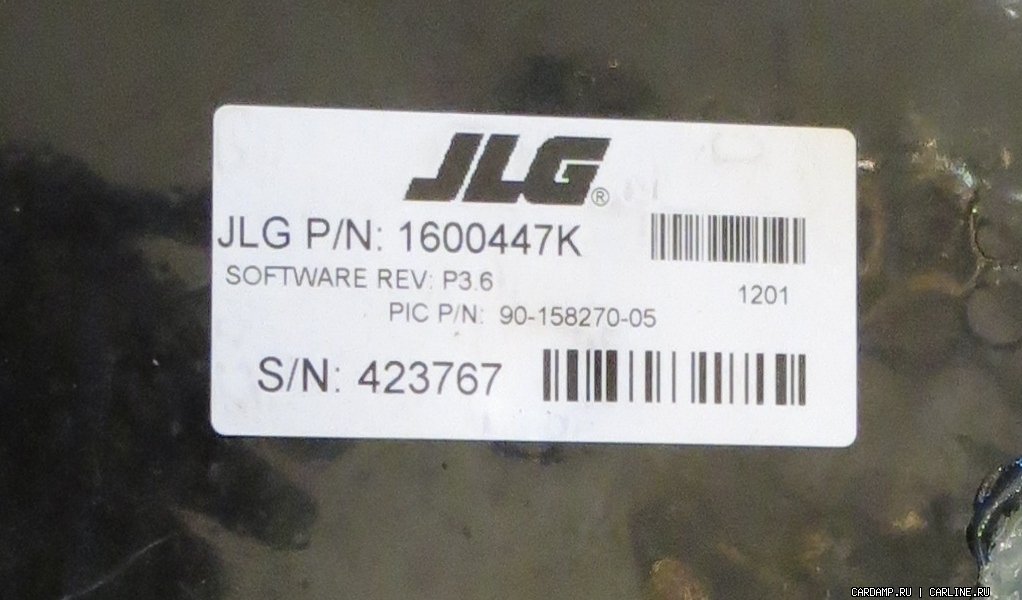 JLG®
JLG P/N: 1600447K
SOFTWARE REV: P3.6
1201
PIC P/N: 90-158270-05
S/N: 423767
CARDAMP.RU | CARLINE.RU